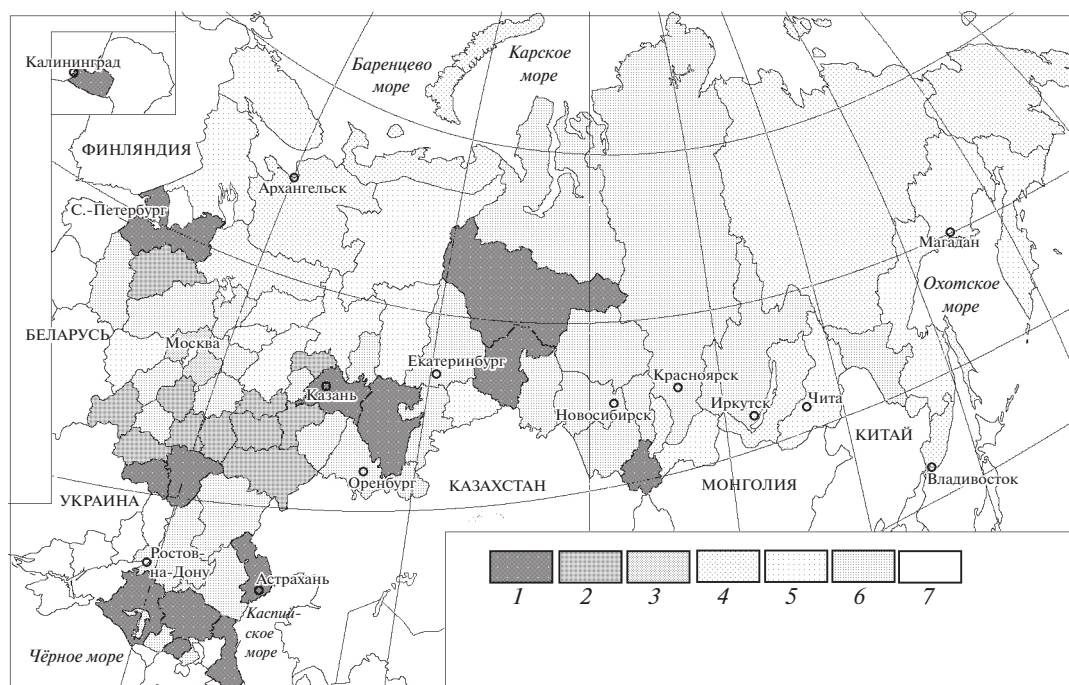 Калининград
Баренцево
море
Карское
море
ФИНЛЯНДИЯ
Архангельск
С.-Петербург
Магадан
Охотское
море
БЕЛАРУСЬ
Москва
Екатеринбург
Казань
Красноярск
Новосибирск
Иркутск
Чита
КИТАЙ
Оренбург
КАЗАХСТАН
МОНГОЛИЯ
Владивосток
УКРАИНА
Ростов-
на-Дону
Астрахань
Каспий-
ское
море
Чёрное море
1 2 3 4 5 6 7